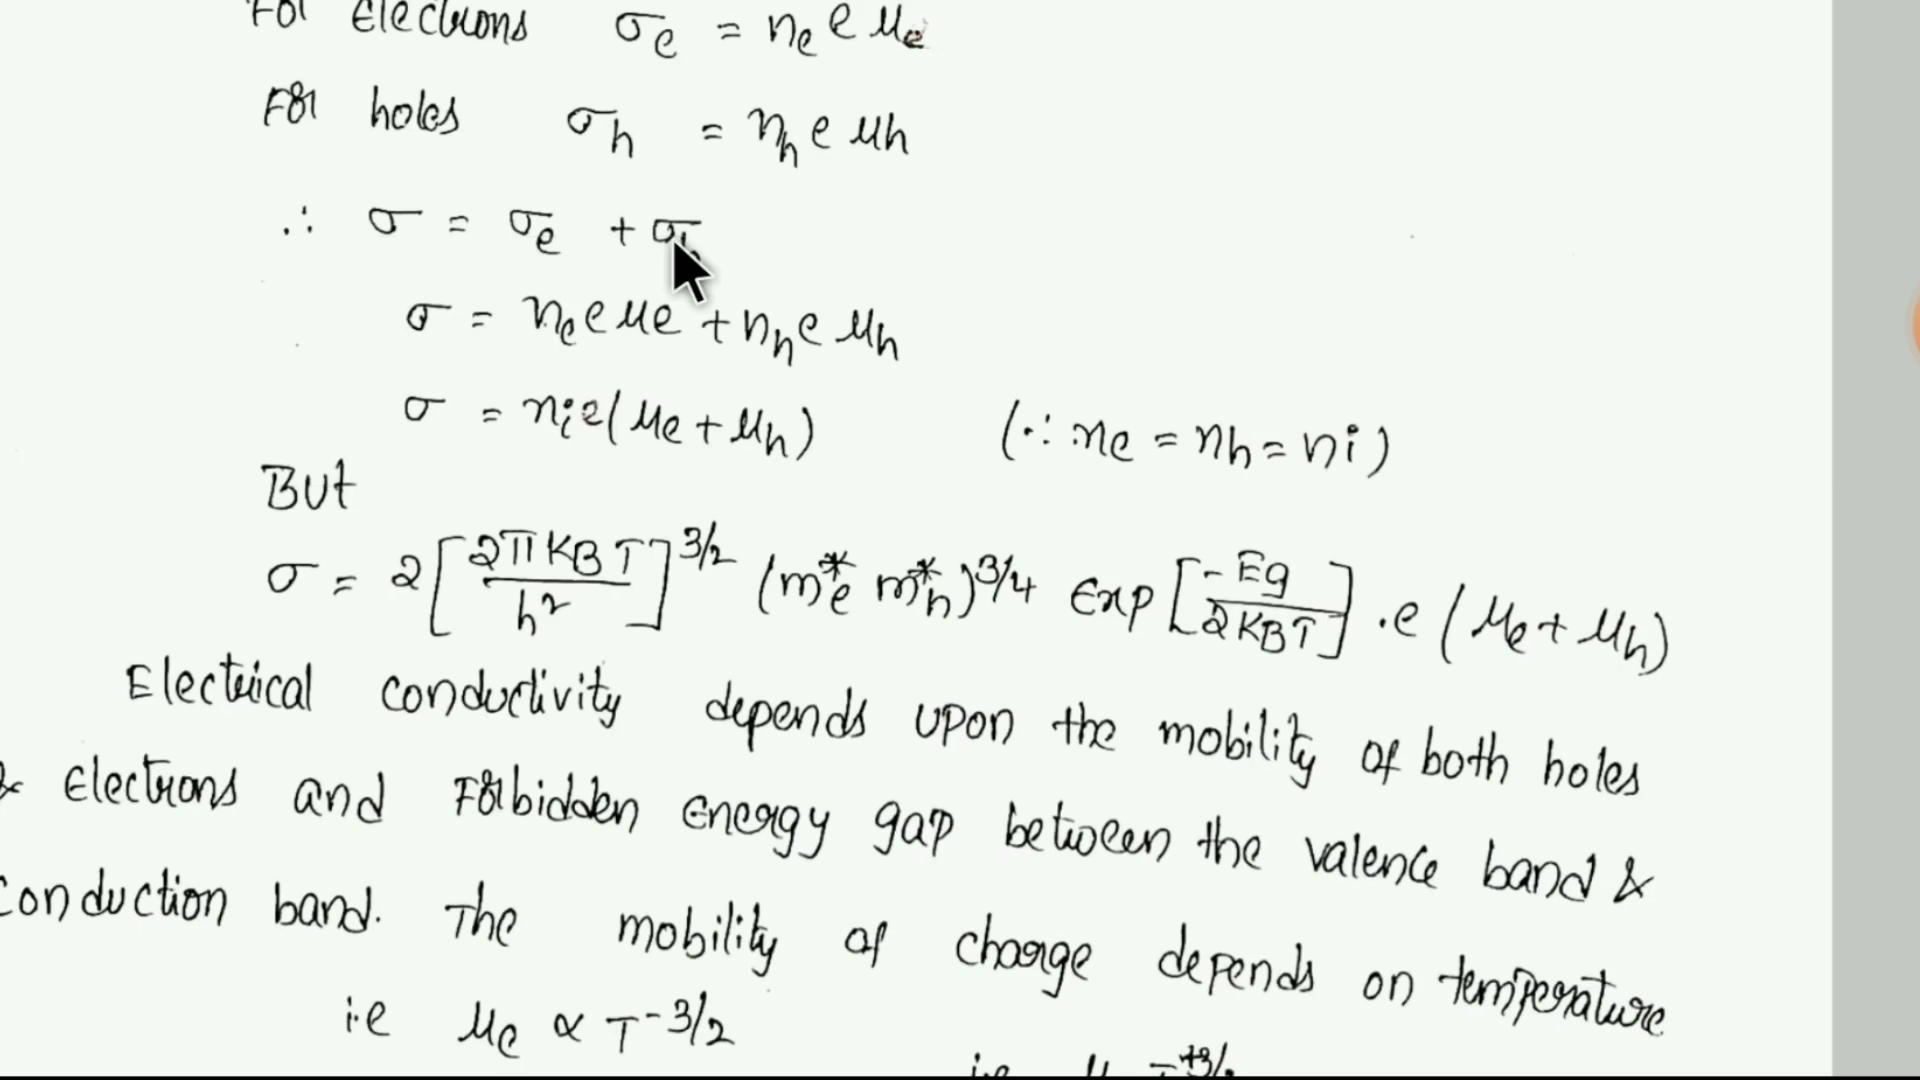 For Electrons σe = ne e μe
For holes σh = nh e μh
∴ σ = σe + σ
σ = ne e μe + nh e μh
σ = ni e (μe + μh) (∵ ne = nh = ni)
But
σ = 2 [2πKBT / h²]^3/2 (m*e m*h)^3/4 Exp [-Eg / 2KBT] . e (μe + μh)
Electrical conductivity depends upon the mobility of both holes
& Electrons and Forbidden Energy gap between the valence band &
Conduction band. The mobility of charge depends on temperature
i.e μe ∝ T^-3/2